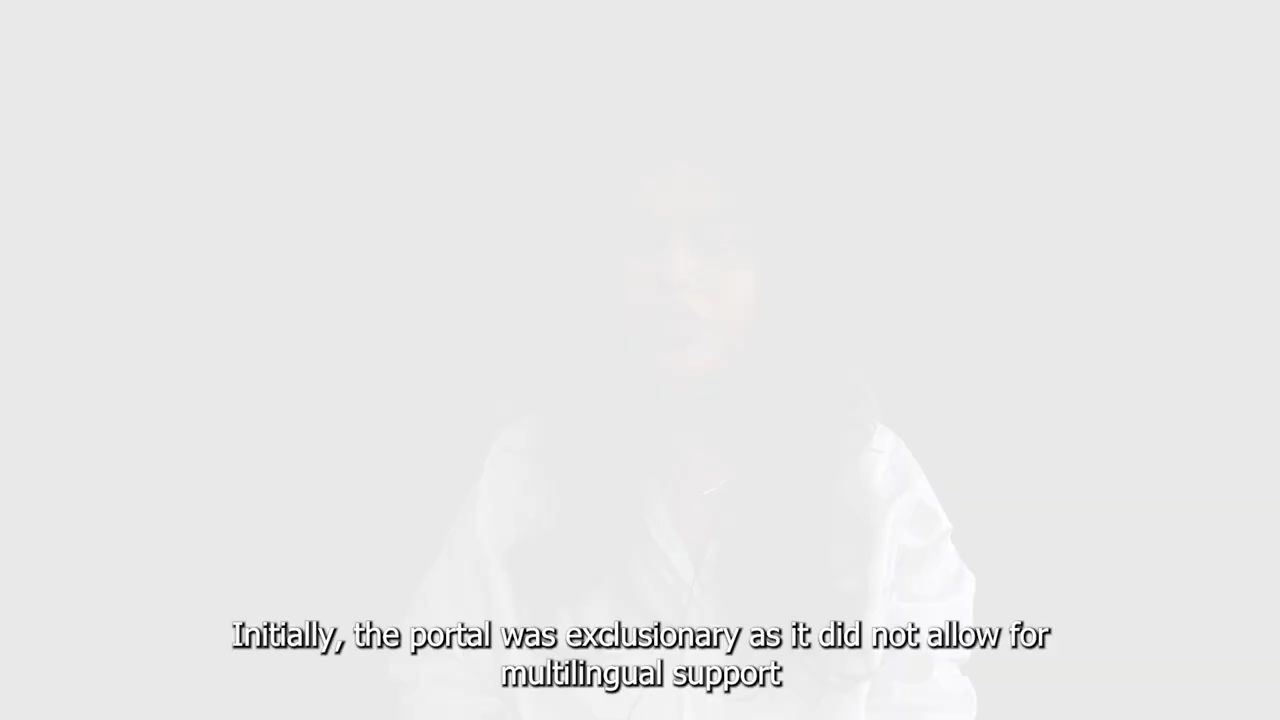 Initially, the portal was exclusionary as it did not allow for
multilingual support